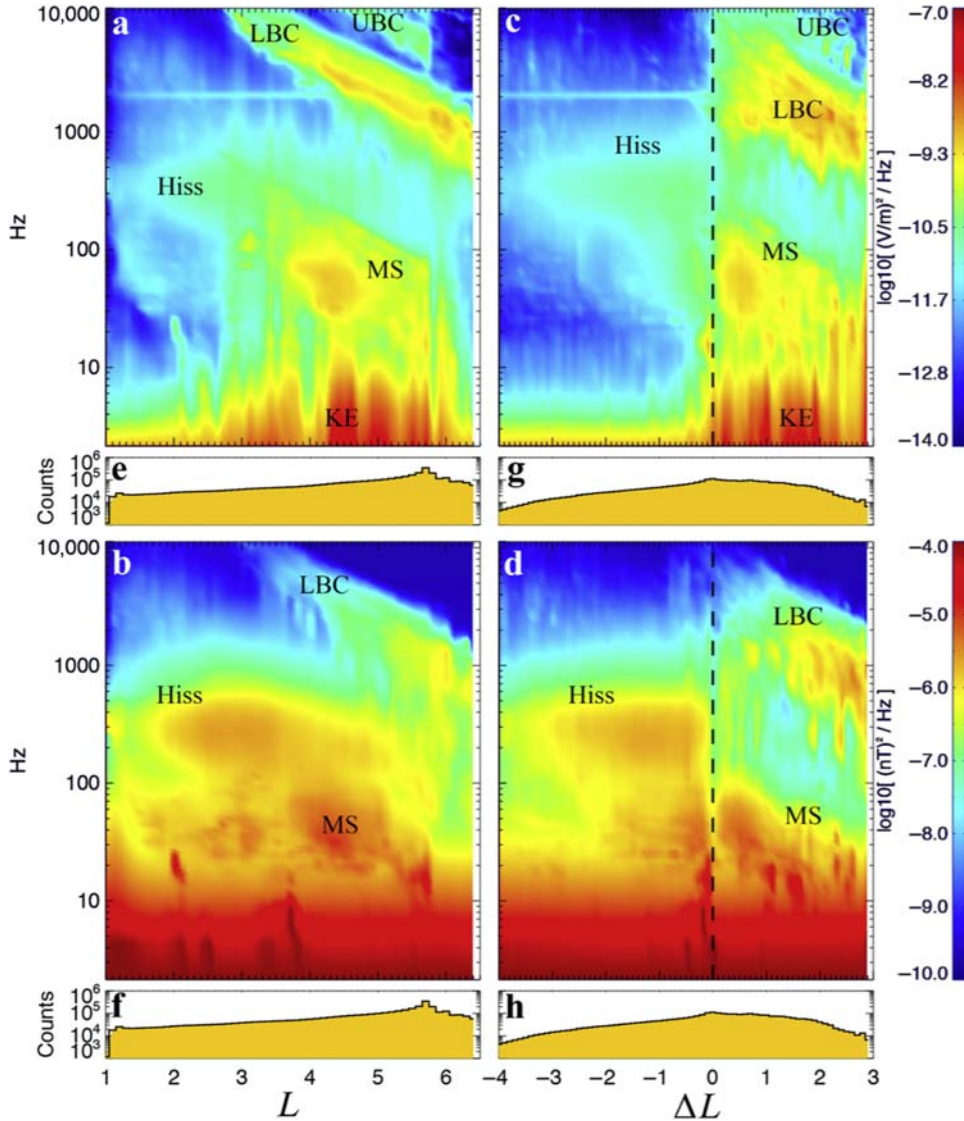 a
LBC
UBC
Hiss
MS
KE
10,000
1000
100
10
Hz
c
UBC
LBC
Hiss
MS
−7.0
−8.2
−9.3
−10.5
−11.7
−12.8
−14.0
log10[ (V/m)² / Hz ]
e
10⁶
10⁵
10⁴
10³
Counts
g
b
LBC
Hiss
MS
10,000
1000
100
10
Hz
d
LBC
Hiss
MS
−4.0
−5.0
−6.0
−7.0
−8.0
−9.0
−10.0
log10[ (nT)² / Hz ]
f
10⁶
10⁵
10⁴
10³
Counts
h
1 2 3 4 5 6
L
−4 −3 −2 −1 0 1 2 3
ΔL
KE